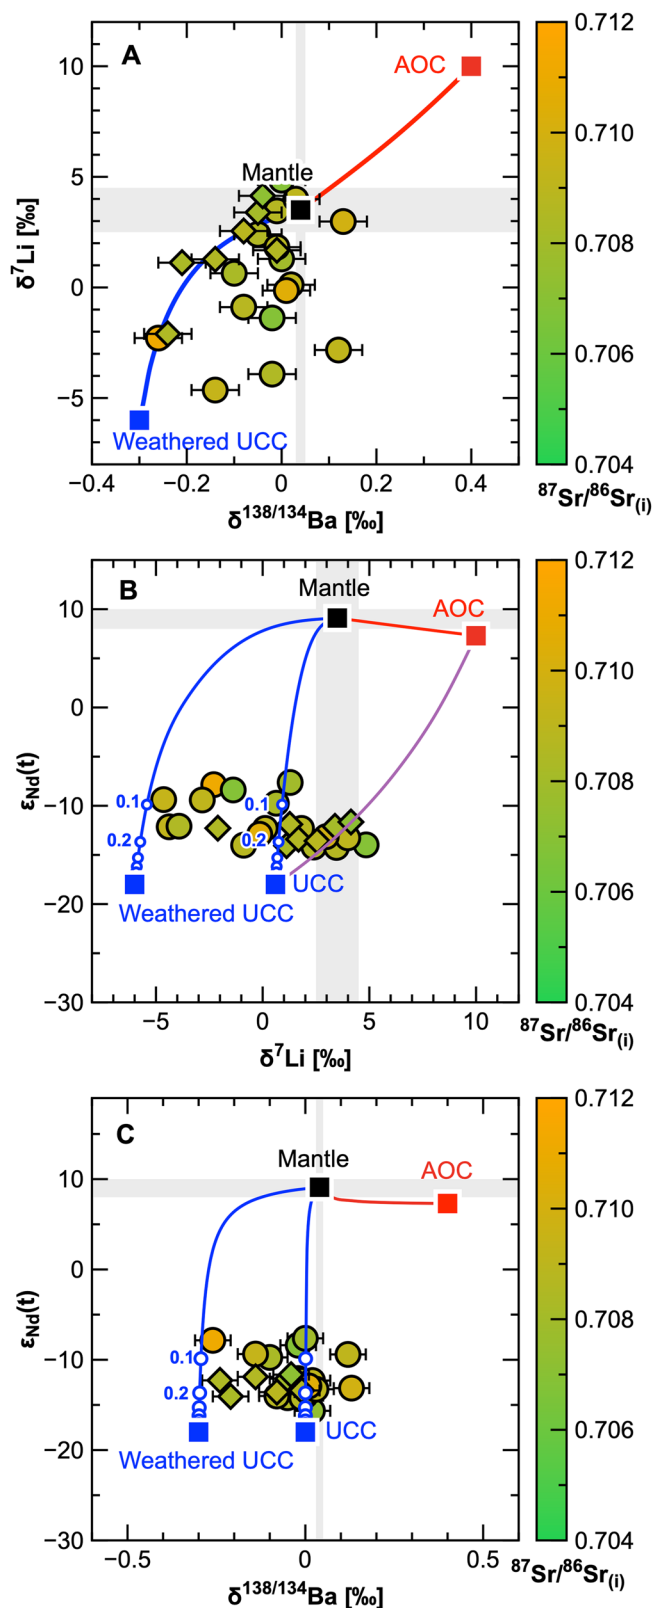 A
AOC
Mantle
Weathered UCC
10
5
0
−5
δ⁷Li [‰]
−0.4
−0.2
0
0.2
0.4
δ¹³⁸/¹³⁴Ba [‰]
0.712
0.710
0.708
0.706
0.704
⁸⁷Sr/⁸⁶Sr(i)
B
Mantle
AOC
0.1
0.1
0.2
0.2
UCC
Weathered UCC
10
0
−10
−20
−30
εNd(t)
−5
0
5
10
δ⁷Li [‰]
0.712
0.710
0.708
0.706
0.704
⁸⁷Sr/⁸⁶Sr(i)
C
Mantle
AOC
0.1
0.2
UCC
Weathered UCC
10
0
−10
−20
−30
εNd(t)
−0.5
0
0.5
δ¹³⁸/¹³⁴Ba [‰]
0.712
0.710
0.708
0.706
0.704
⁸⁷Sr/⁸⁶Sr(i)